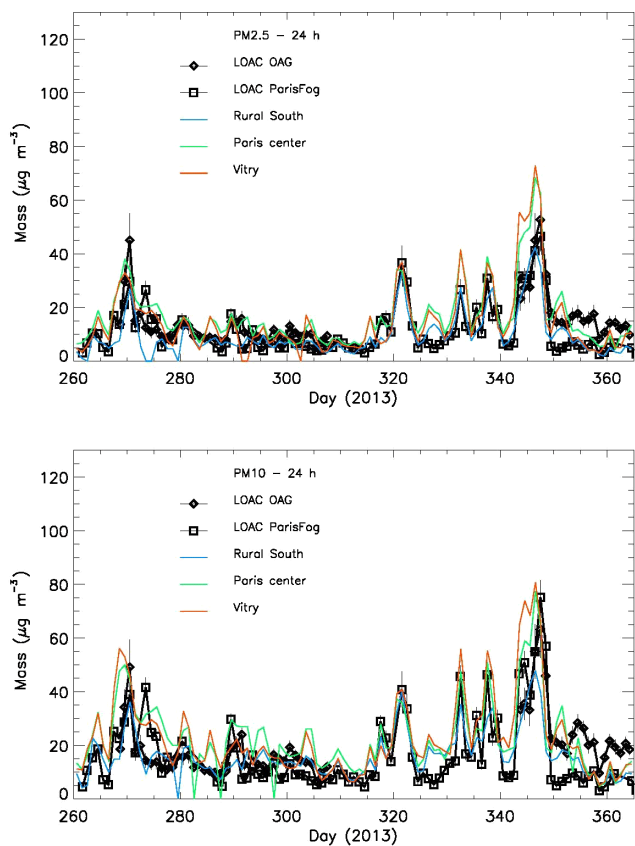 PM2.5 − 24 h
LOAC OAG
LOAC ParisFog
Rural South
Paris center
Vitry
Mass (μg m⁻³)
120
100
80
60
40
20
0
260 280 300 320 340 360
Day (2013)
PM10 − 24 h
LOAC OAG
LOAC ParisFog
Rural South
Paris center
Vitry
Mass (μg m⁻³)
120
100
80
60
40
20
0
260 280 300 320 340 360
Day (2013)